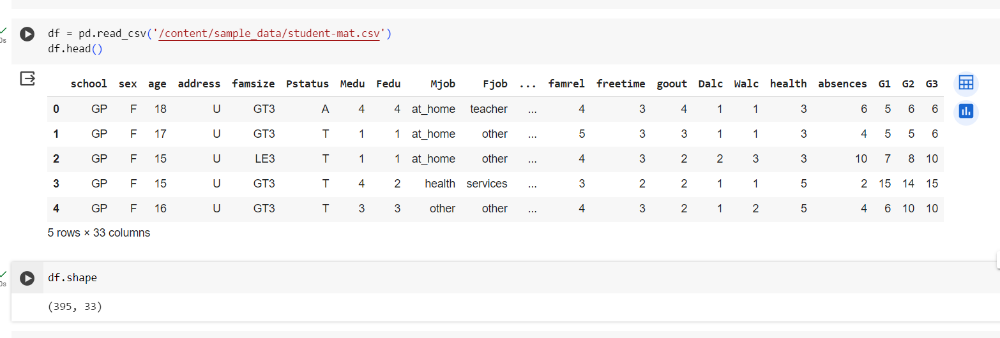 df = pd.read_csv('/content/sample_data/student-mat.csv')
0s
df.head()
school sex age address famsize Pstatus Medu Fedu Mjob Fjob ... famrel freetime goout Dalc Walc health absences G1 G2 G3
0 GP F 18 U GT3 A 4 4 at_home teacher ... 4 3 4 1 1 3 6 5 6 6
1 GP F 17 U GT3 T 1 1 at_home other ... 5 3 3 1 1 3 4 5 5 6
2 GP F 15 U LE3 T 1 1 at_home other ... 4 3 2 2 3 3 10 7 8 10
3 GP F 15 U GT3 T 4 2 health services ... 3 2 2 1 1 5 2 15 14 15
4 GP F 16 U GT3 T 3 3 other other ... 4 3 2 1 2 5 4 6 10 10
5 rows × 33 columns
df.shape
0s
(395, 33)